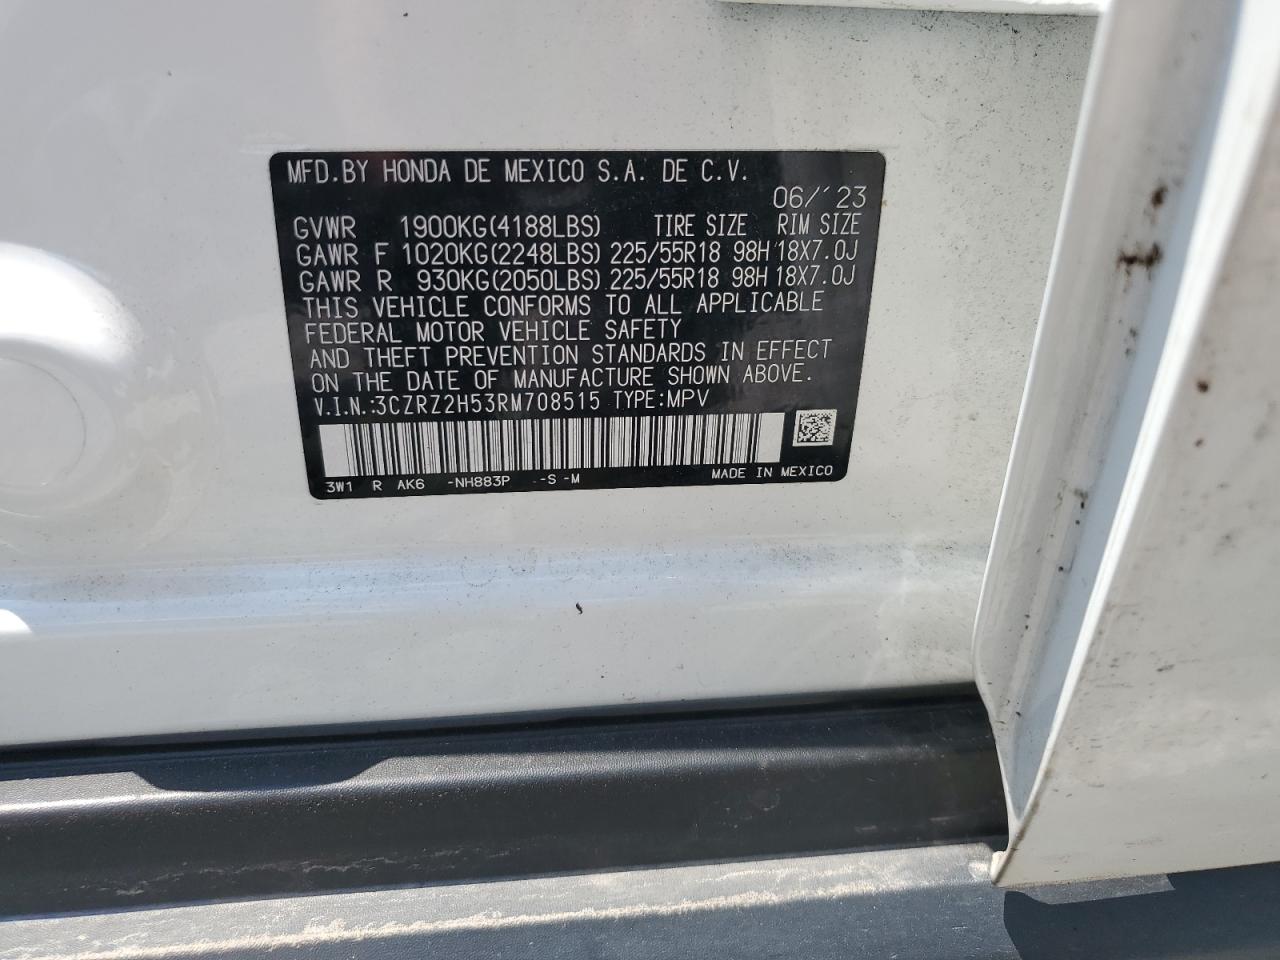 MFD.BY HONDA DE MEXICO S.A. DE C.V.
06/'23
GVWR 1900KG(4188LBS) TIRE SIZE RIM SIZE
GAWR F 1020KG(2248LBS) 225/55R18 98H 18X7.0J
GAWR R 930KG(2050LBS) 225/55R18 98H 18X7.0J
THIS VEHICLE CONFORMS TO ALL APPLICABLE
FEDERAL MOTOR VEHICLE SAFETY
AND THEFT PREVENTION STANDARDS IN EFFECT
ON THE DATE OF MANUFACTURE SHOWN ABOVE.
V.I.N.:3CZRZ2H53RM708515 TYPE:MPV
3W1 R AK6 -NH883P -S -M MADE IN MEXICO